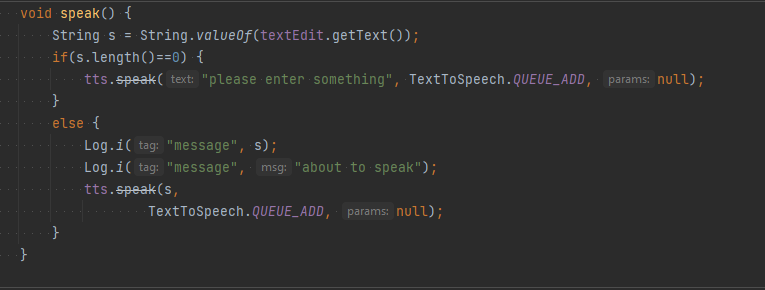 void speak() {
String s = String.valueOf(textEdit.getText());
if(s.length()==0) {
tts.speak( text: "please enter something", TextToSpeech.QUEUE_ADD, params: null);
}
else {
Log.i( tag: "message", s);
Log.i( tag: "message", msg: "about to speak");
tts.speak(s,
TextToSpeech.QUEUE_ADD, params: null);
}
}